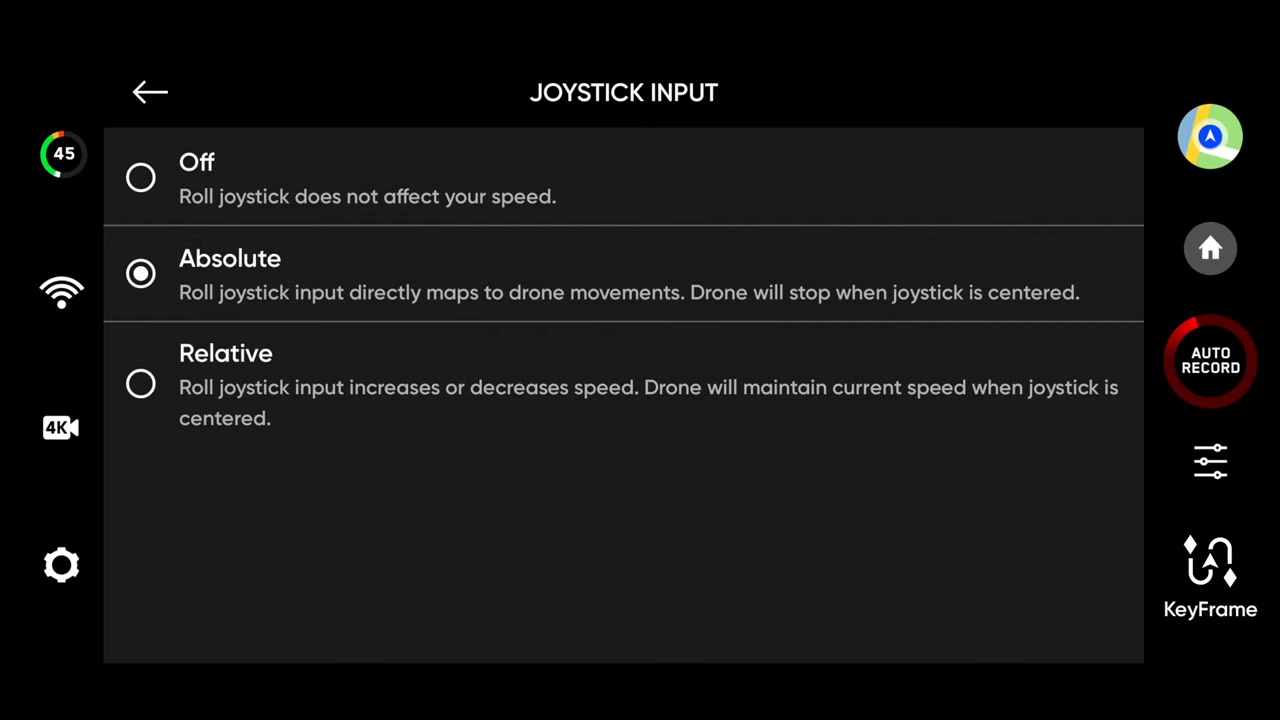 JOYSTICK INPUT
45
Off
Roll joystick does not affect your speed.
Absolute
Roll joystick input directly maps to drone movements. Drone will stop when joystick is centered.
Relative
Roll joystick input increases or decreases speed. Drone will maintain current speed when joystick is
centered.
4K
AUTO
RECORD
KeyFrame